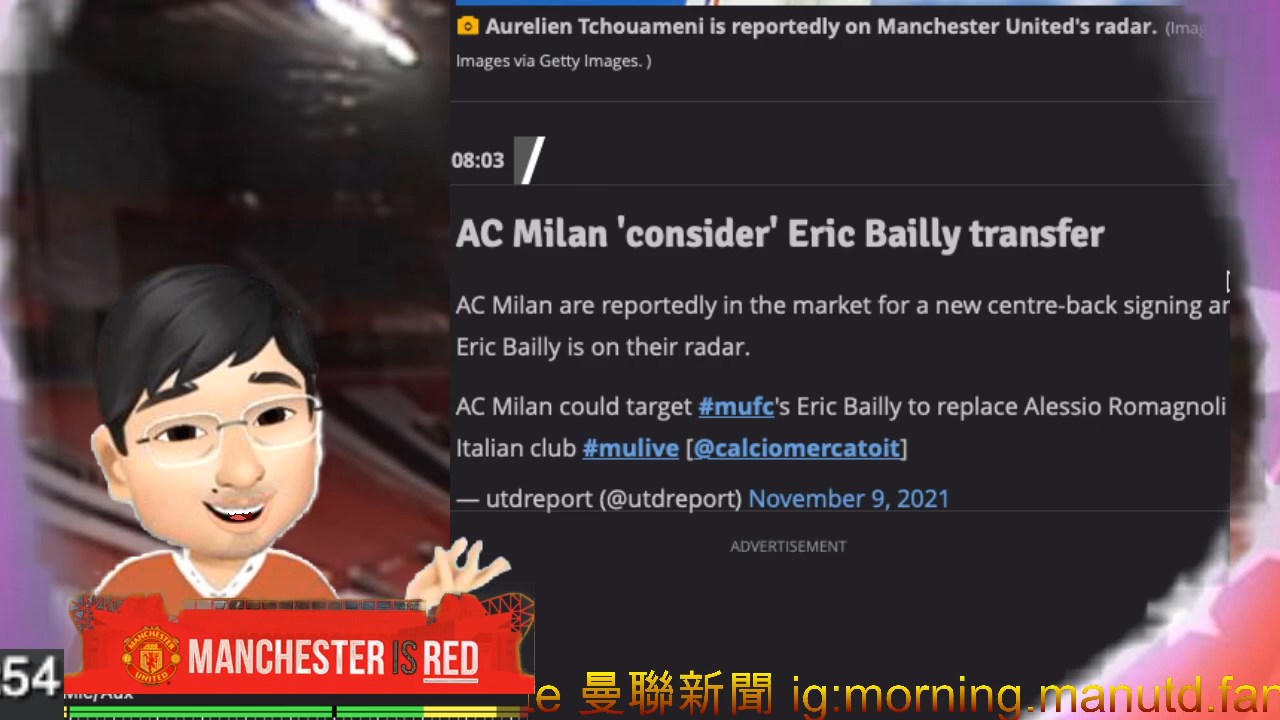 Aurelien Tchouameni is reportedly on Manchester United's radar. (Imag
Images via Getty Images. )
08:03
AC Milan 'consider' Eric Bailly transfer
AC Milan are reportedly in the market for a new centre-back signing an
Eric Bailly is on their radar.
AC Milan could target #mufc's Eric Bailly to replace Alessio Romagnoli
Italian club #mulive [@calciomercatoit]
— utdreport (@utdreport) November 9, 2021
ADVERTISEMENT
MANCHESTER UNITED
MANCHESTER IS RED
:54
Mic/Aux
e 曼聯新聞 ig:morning.manutd.fan